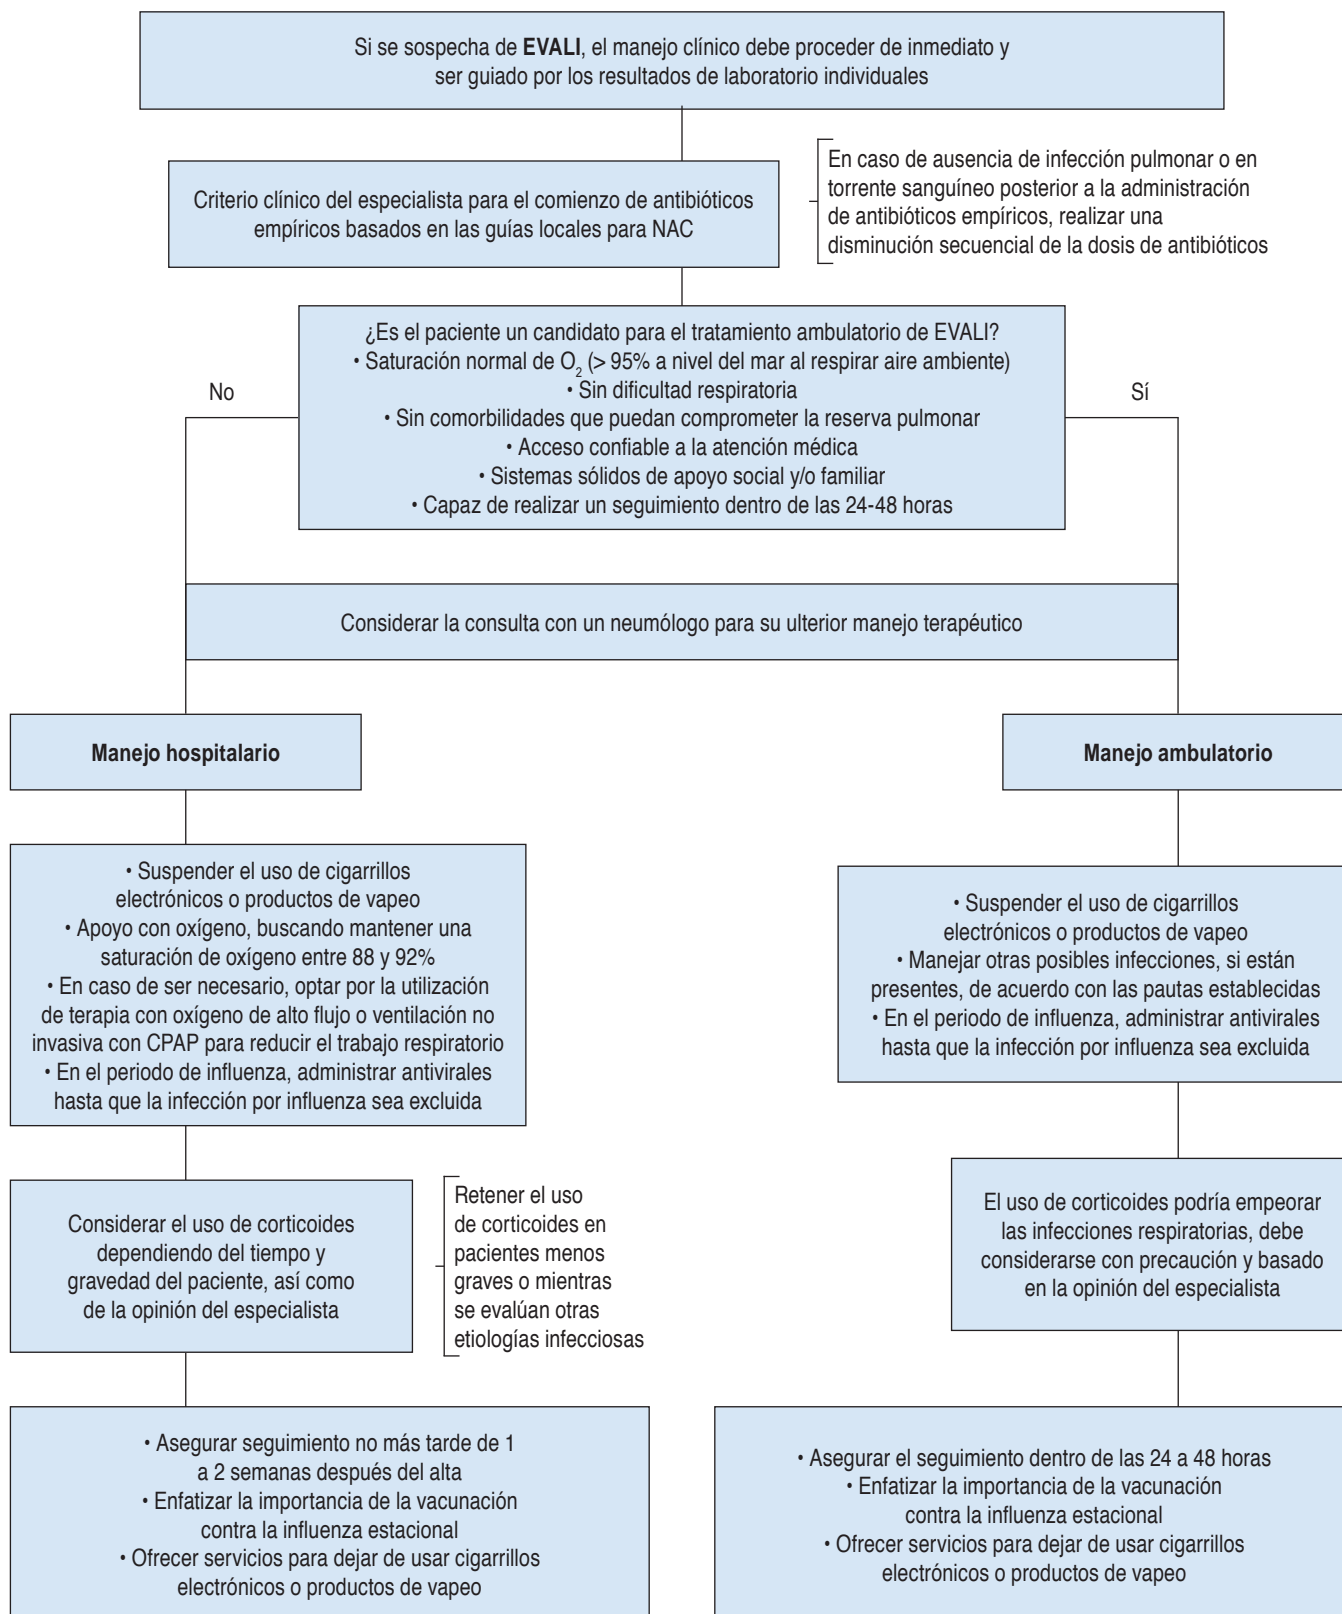 Si se sospecha de EVALI, el manejo clínico debe proceder de inmediato y
ser guiado por los resultados de laboratorio individuales
Criterio clínico del especialista para el comienzo de antibióticos
empíricos basados en las guías locales para NAC
En caso de ausencia de infección pulmonar o en
torrente sanguíneo posterior a la administración
de antibióticos empíricos, realizar una
disminución secuencial de la dosis de antibióticos
¿Es el paciente un candidato para el tratamiento ambulatorio de EVALI?
• Saturación normal de O2 (> 95% a nivel del mar al respirar aire ambiente)
• Sin dificultad respiratoria
• Sin comorbilidades que puedan comprometer la reserva pulmonar
• Acceso confiable a la atención médica
• Sistemas sólidos de apoyo social y/o familiar
• Capaz de realizar un seguimiento dentro de las 24-48 horas
No
Sí
Considerar la consulta con un neumólogo para su ulterior manejo terapéutico
Manejo hospitalario
• Suspender el uso de cigarrillos
electrónicos o productos de vapeo
• Apoyo con oxígeno, buscando mantener una
saturación de oxígeno entre 88 y 92%
• En caso de ser necesario, optar por la utilización
de terapia con oxígeno de alto flujo o ventilación no
invasiva con CPAP para reducir el trabajo respiratorio
• En el periodo de influenza, administrar antivirales
hasta que la infección por influenza sea excluida
Considerar el uso de corticoides
dependiendo del tiempo y
gravedad del paciente, así como
de la opinión del especialista
Retener el uso
de corticoides en
pacientes menos
graves o mientras
se evalúan otras
etiologías infecciosas
• Asegurar seguimiento no más tarde de 1
a 2 semanas después del alta
• Enfatizar la importancia de la vacunación
contra la influenza estacional
• Ofrecer servicios para dejar de usar cigarrillos
electrónicos o productos de vapeo
Manejo ambulatorio
• Suspender el uso de cigarrillos
electrónicos o productos de vapeo
• Manejar otras posibles infecciones, si están
presentes, de acuerdo con las pautas establecidas
• En el periodo de influenza, administrar antivirales
hasta que la infección por influenza sea excluida
El uso de corticoides podría empeorar
las infecciones respiratorias, debe
considerarse con precaución y basado
en la opinión del especialista
• Asegurar el seguimiento dentro de las 24 a 48 horas
• Enfatizar la importancia de la vacunación
contra la influenza estacional
• Ofrecer servicios para dejar de usar cigarrillos
electrónicos o productos de vapeo